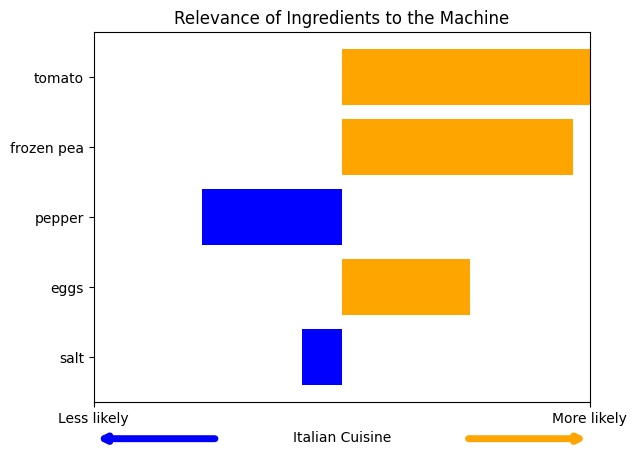 Relevance of Ingredients to the Machine
tomato
frozen pea
pepper
eggs
salt
Less likely
More likely
Italian Cuisine